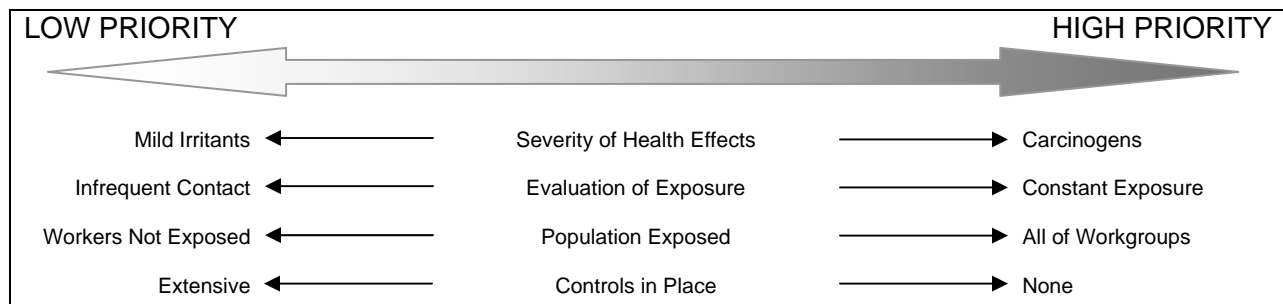 LOW PRIORITY HIGH PRIORITY
Mild Irritants Severity of Health Effects Carcinogens
Infrequent Contact Evaluation of Exposure Constant Exposure
Workers Not Exposed Population Exposed All of Workgroups
Extensive Controls in Place None